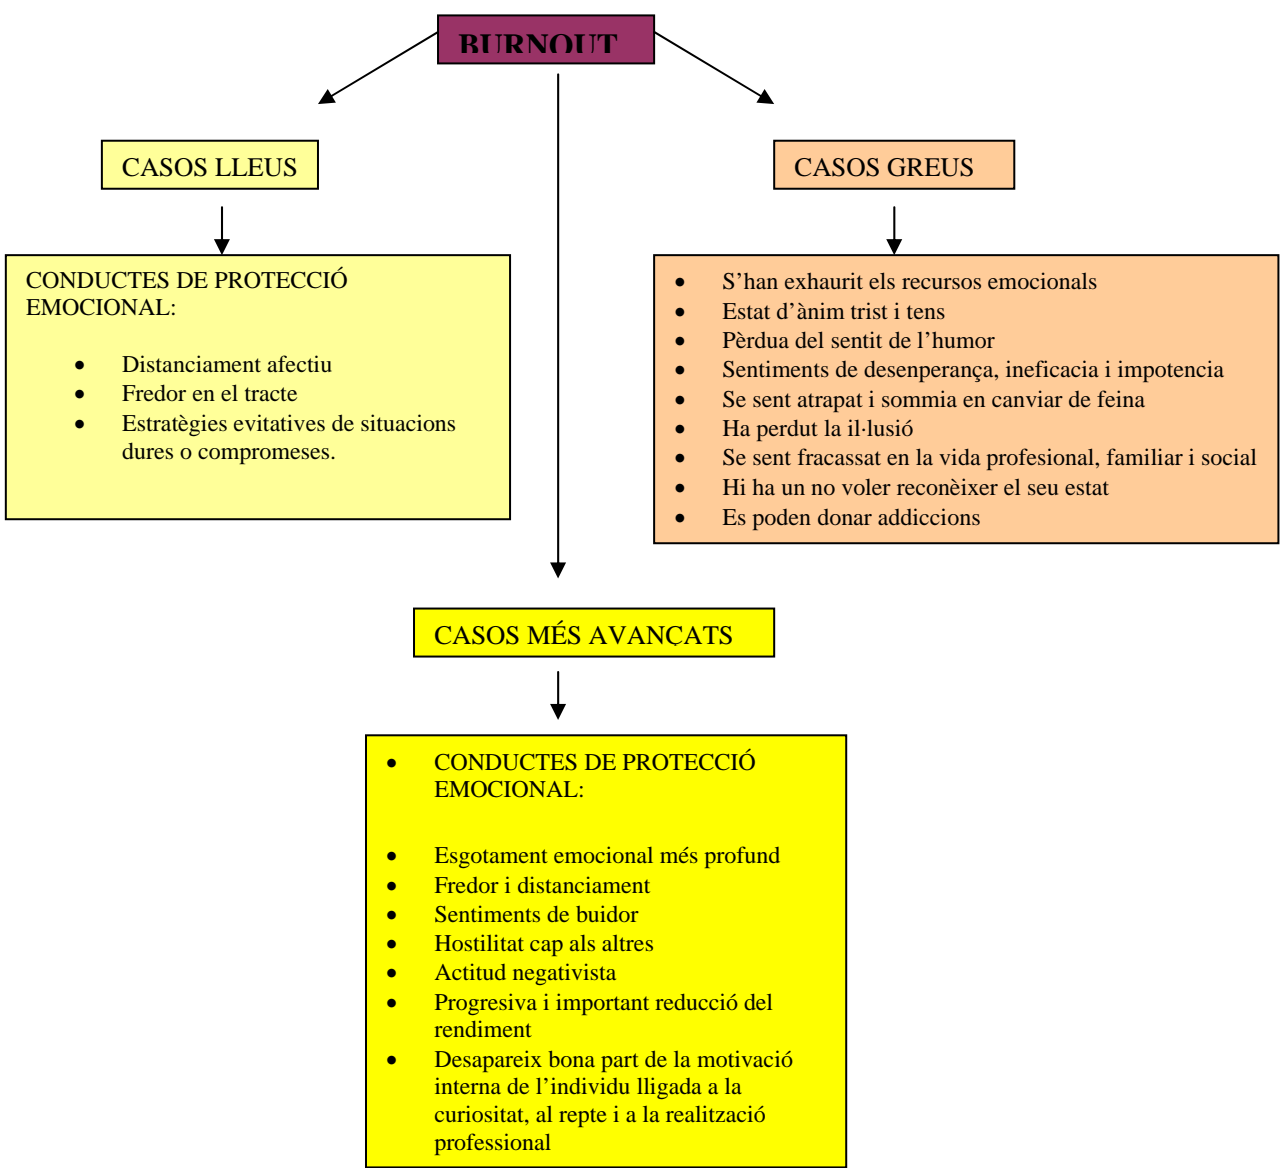 BURNOUT
CASOS LLEUS
CASOS GREUS
CONDUCTES DE PROTECCIÓ
EMOCIONAL:
• Distanciament afectiu
• Fredor en el tracte
• Estratègies evitatives de situacions
dures o compromeses.
• S’han exhaurit els recursos emocionals
• Estat d’ànim trist i tens
• Pèrdua del sentit de l’humor
• Sentiments de desenperança, ineficacia i impotencia
• Se sent atrapat i sommia en canviar de feina
• Ha perdut la il·lusió
• Se sent fracassat en la vida profesional, familiar i social
• Hi ha un no voler reconèixer el seu estat
• Es poden donar addiccions
CASOS MÉS AVANÇATS
• CONDUCTES DE PROTECCIÓ
EMOCIONAL:
• Esgotament emocional més profund
• Fredor i distanciament
• Sentiments de buidor
• Hostilitat cap als altres
• Actitud negativista
• Progresiva i important reducció del
rendiment
• Desapareix bona part de la motivació
interna de l’individu lligada a la
curiositat, al repte i a la realització
professional